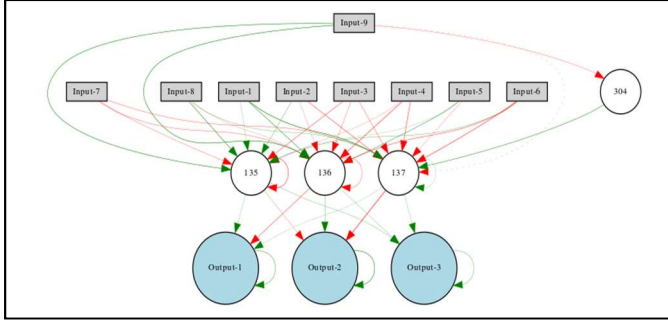 Input-9
Input-7 Input-8 Input-1 Input-2 Input-3 Input-4 Input-5 Input-6 304
135 136 137
Output-1 Output-2 Output-3